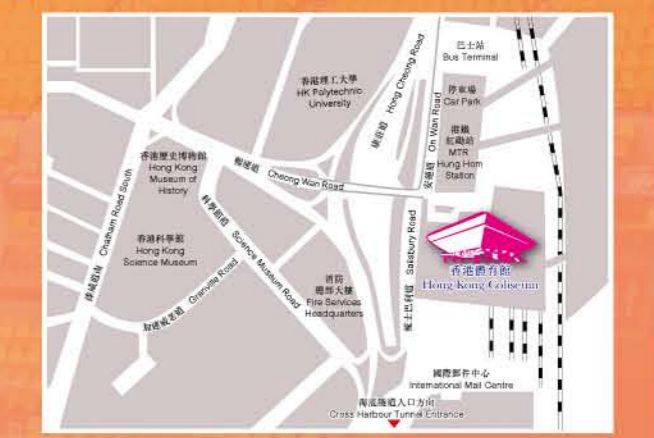 巴士站
Bus Terminal
香港理工大學
HK Polytechnic
University
停車場
Car Park
康莊道 Hong Cheong Road
安運道 On Wan Road
港鐵
紅磡站
MTR
Hung Hom
Station
香港歷史博物館
Hong Kong
Museum of
History
暢運道 Cheong Wan Road
漆咸道南 Chatham Road South
科學館道 Science Museum Road
香港科學館
Hong Kong
Science Museum
加連威老道 Granville Road
消防
總部大樓
Fire Services
Headquarters
梳士巴利道 Salisbury Road
香港體育館
Hong Kong Coliseum
國際郵件中心
International Mail Centre
海底隧道入口方向
Cross Harbour Tunnel Entrance